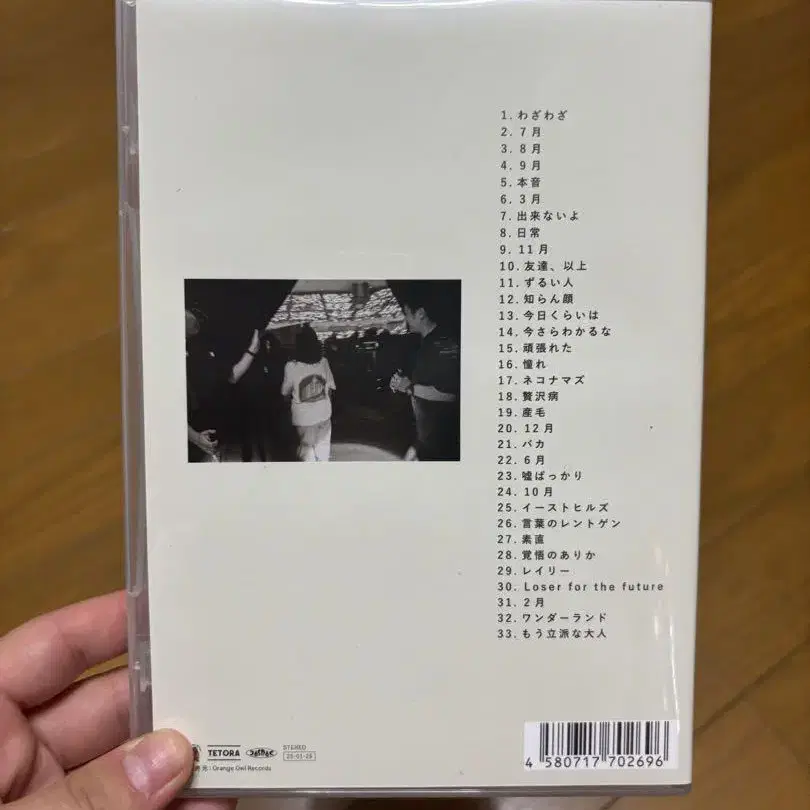 1. わざわざ
2. 7月
3. 8月
4. 9月
5. 本音
6. 3月
7. 出来ないよ
8. 日常
9. 11月
10. 友達、以上
11. ずるい人
12. 知らん顔
13. 今日くらいは
14. 今さらわかるな
15. 頑張れた
16. 憧れ
17. ネコナマズ
18. 贅沢病
19. 産毛
20. 12月
21. バカ
22. 6月
23. 嘘ばっかり
24. 10月
25. イーストヒルズ
26. 言葉のレントゲン
27. 素直
28. 覚悟のありか
29. レイリー
30. Loser for the future
31. 2月
32. ワンダーランド
33. もう立派な大人
TETORA
STEREO
元：Orange Owl Records
4 580717 702696